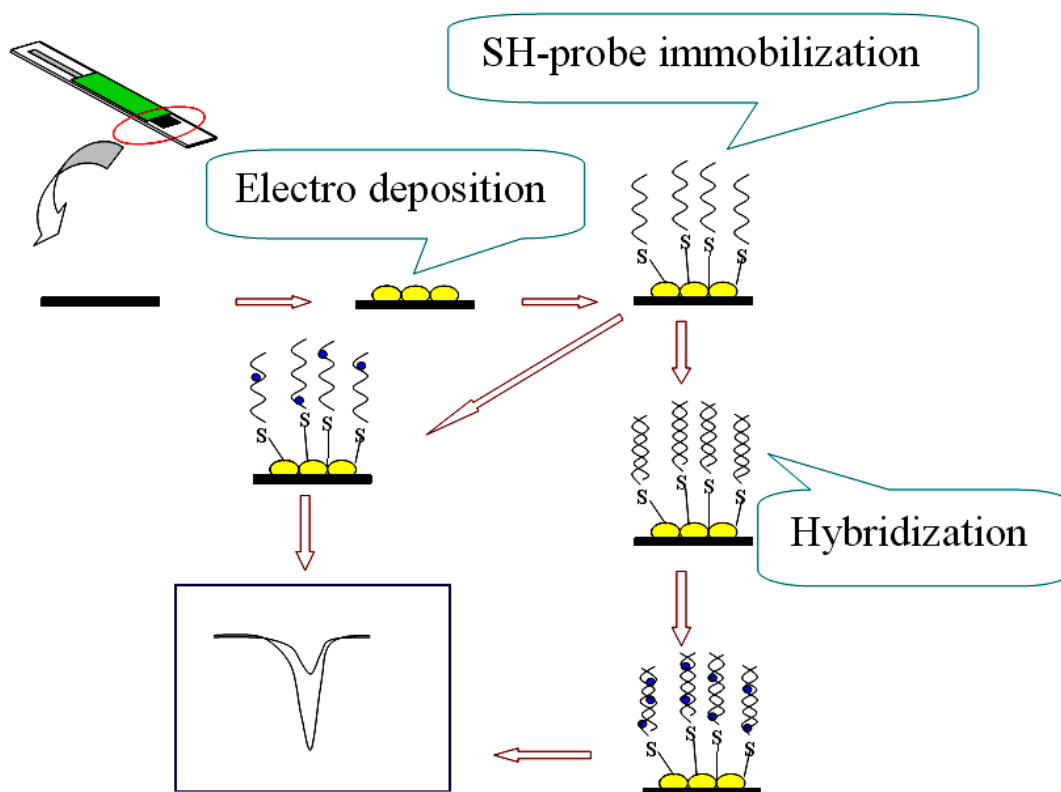 SH-probe immobilization
Electro deposition
S S S S
S S S S
S S S S
Hybridization
S S S S